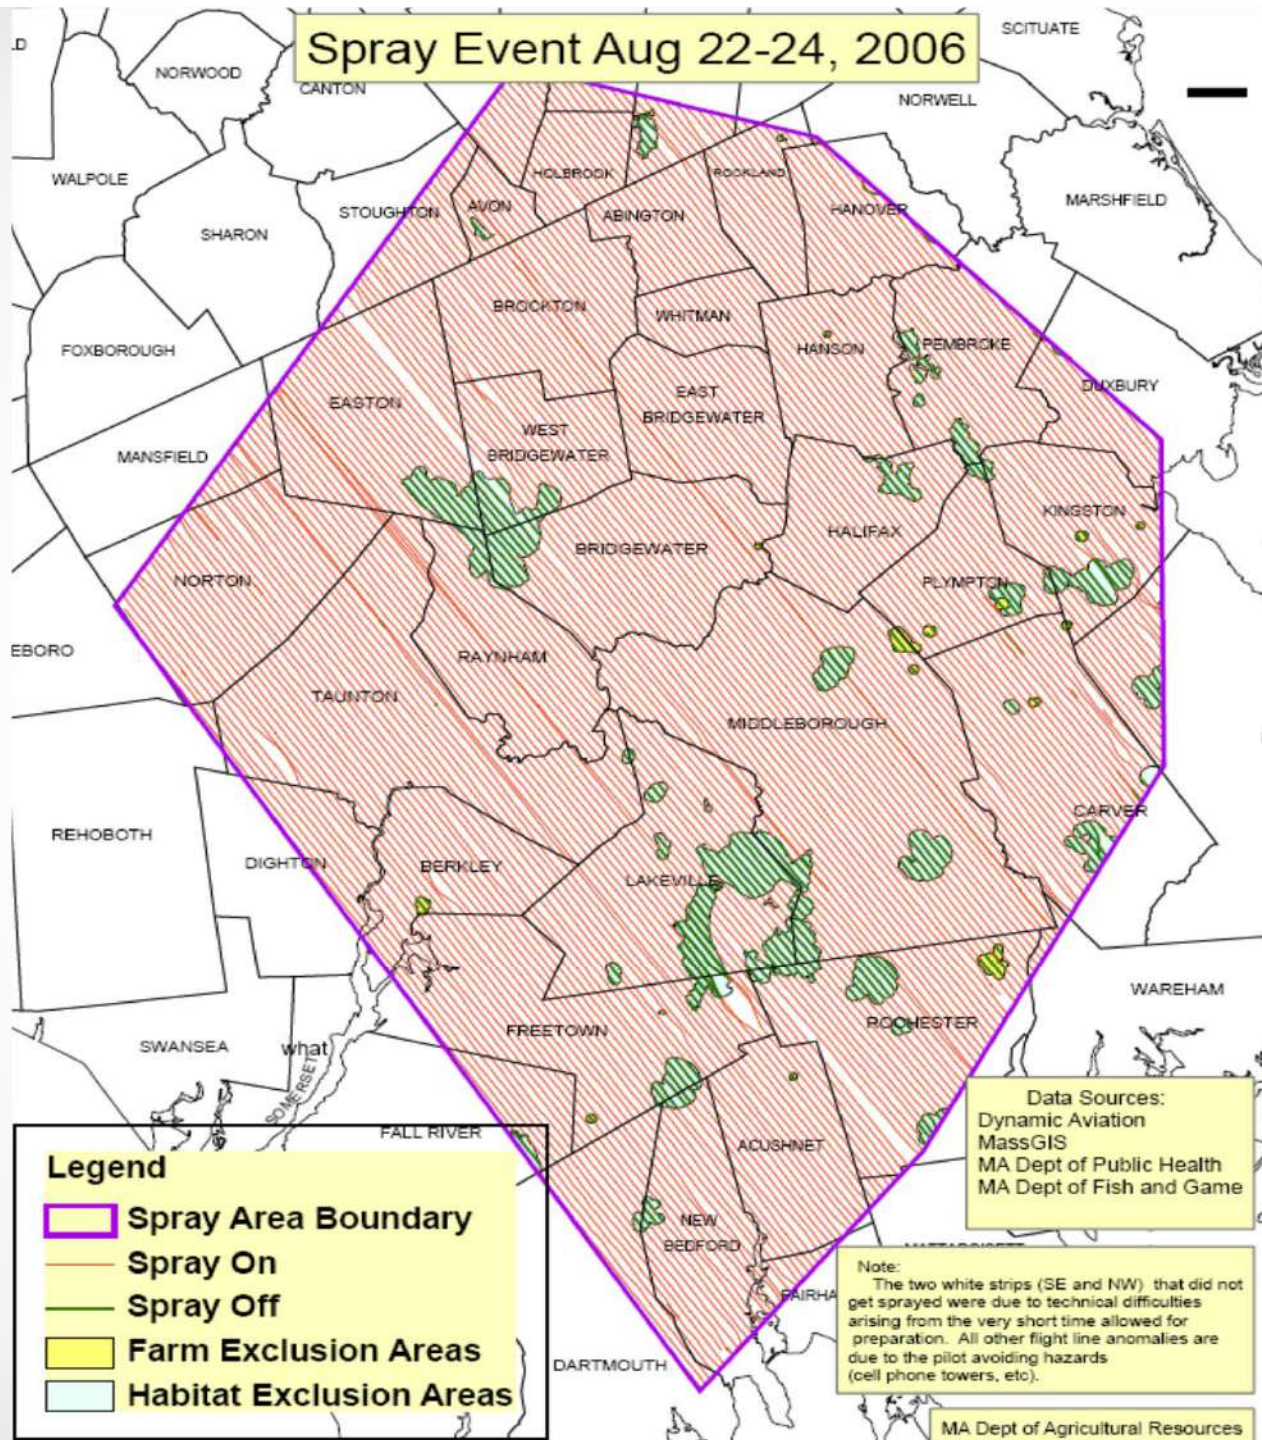 Spray Event Aug 22-24, 2006
SCITUATE
NORWOOD
CANTON
NORWELL
WALPOLE
HOLBROOK
ROCKLAND
STOUGHTON
AVON
ABINGTON
HANOVER
MARSHFIELD
SHARON
BROCKTON
WHITMAN
HANSON
PEMBROKE
FOXBOROUGH
DUXBURY
EASTON
EAST
BRIDGEWATER
WEST
BRIDGEWATER
MANSFIELD
KINGSTON
HALIFAX
BRIDGEWATER
NORTON
PLYMPTON
EBORO
RAYNHAM
TAUNTON
MIDDLEBOROUGH
CARVER
REHOBOTH
DIGHTON
BERKLEY
LAKEVILLE
WAREHAM
FREETOWN
ROCHESTER
SWANSEA
what
SOMERSET
FALL RIVER
ACUSHNET
NEW
BEDFORD
FAIRHA
DARTMOUTH
Data Sources:
Dynamic Aviation
MassGIS
MA Dept of Public Health
MA Dept of Fish and Game
Legend
Spray Area Boundary
Spray On
Spray Off
Farm Exclusion Areas
Habitat Exclusion Areas
Note:
The two white strips (SE and NW) that did not
get sprayed were due to technical difficulties
arising from the very short time allowed for
preparation. All other flight line anomalies are
due to the pilot avoiding hazards
(cell phone towers, etc).
MA Dept of Agricultural Resources